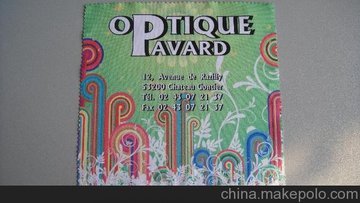 OPTIQUE
PAVARD
12, Avenue de Razilly
53200 Chateau Gontier
Tél. 02 43 07 21 37
Fax 02 43 07 21 37
china.makepolo.com